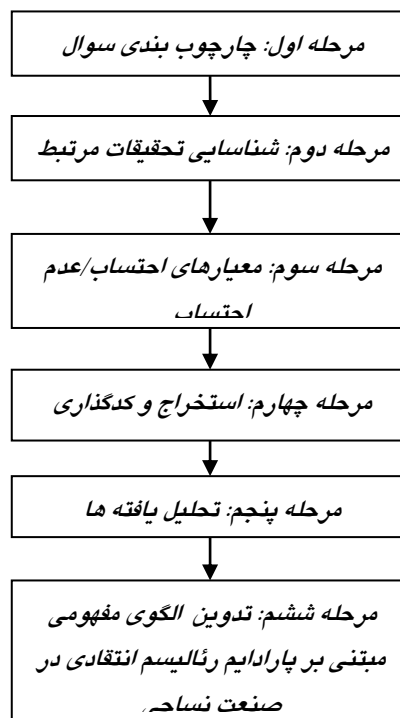 مرحله اول: چارچوب بندی سوال
مرحله دوم: شناسایی تحقیقات مرتبط
مرحله سوم: معیارهای احتساب/عدم
احتساب
مرحله چهارم: استخراج و کدگذاری
مرحله پنجم: تحلیل یافته ها
مرحله ششم: تدوین الگوی مفهومی
مبتنی بر پارادایم رئالیسم انتقادی در
صنعت نساجی